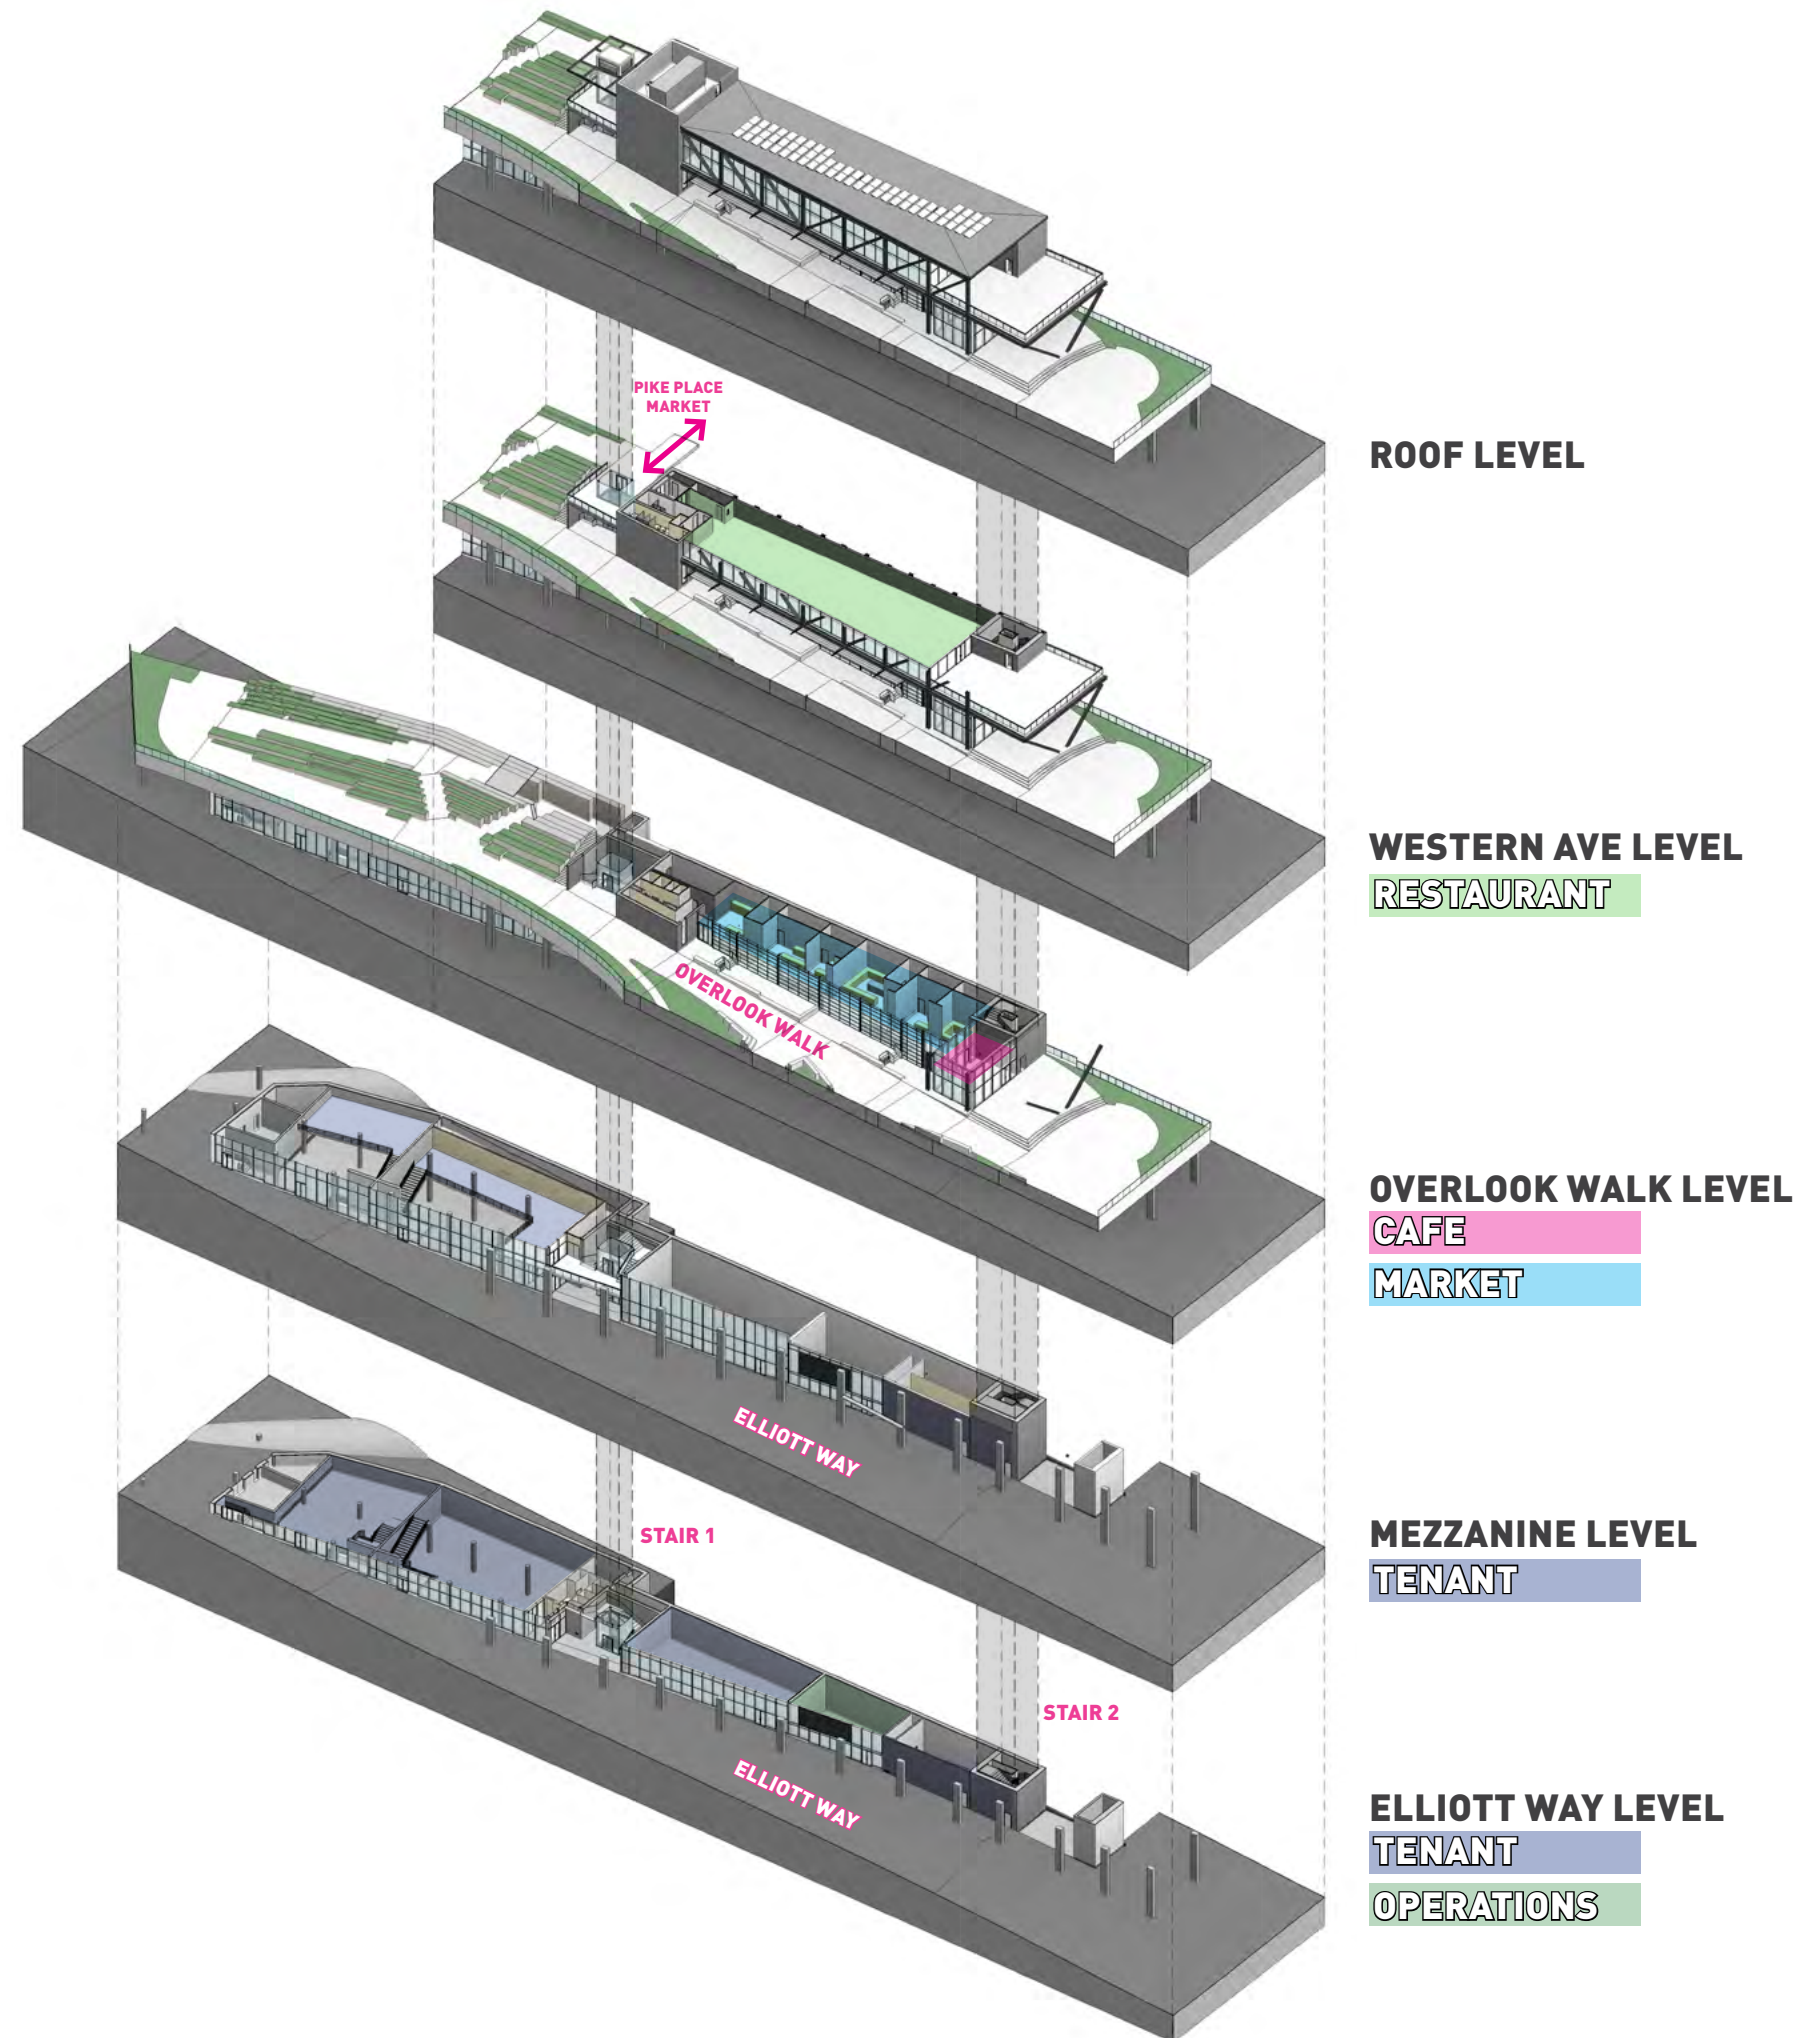 PIKE PLACE
MARKET
ROOF LEVEL
WESTERN AVE LEVEL
RESTAURANT
OVERLOOK WALK
OVERLOOK WALK LEVEL
CAFE
MARKET
ELLIOTT WAY
STAIR 1
MEZZANINE LEVEL
TENANT
STAIR 2
ELLIOTT WAY
ELLIOTT WAY LEVEL
TENANT
OPERATIONS